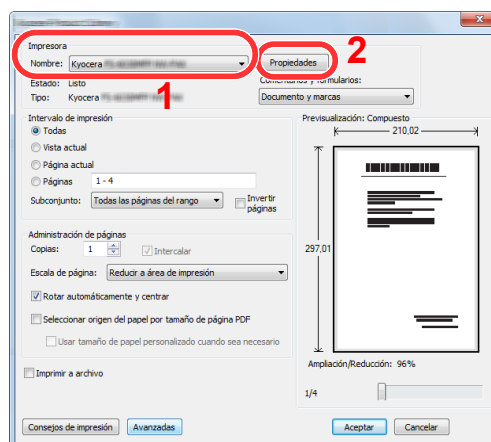 Impresora
Nombre: Kyocera
Propiedades
2
Estado: Listo
Comentarios y formularios:
Tipo: Kyocera
1
Documento y marcas
Intervalo de impresión
Todas
Vista actual
Página actual
Páginas 1 - 4
Subconjunto: Todas las páginas del rango
Invertir
páginas
Previsualización: Compuesto
210,02
297,01
Administración de páginas
Copias: 1
Intercalar
Escala de página: Reducir a área de impresión
Rotar automáticamente y centrar
Seleccionar origen del papel por tamaño de página PDF
Usar tamaño de papel personalizado cuando sea necesario
Imprimir a archivo
Ampliación/Reducción: 96%
1/4
Consejos de impresión
Avanzadas
Aceptar
Cancelar